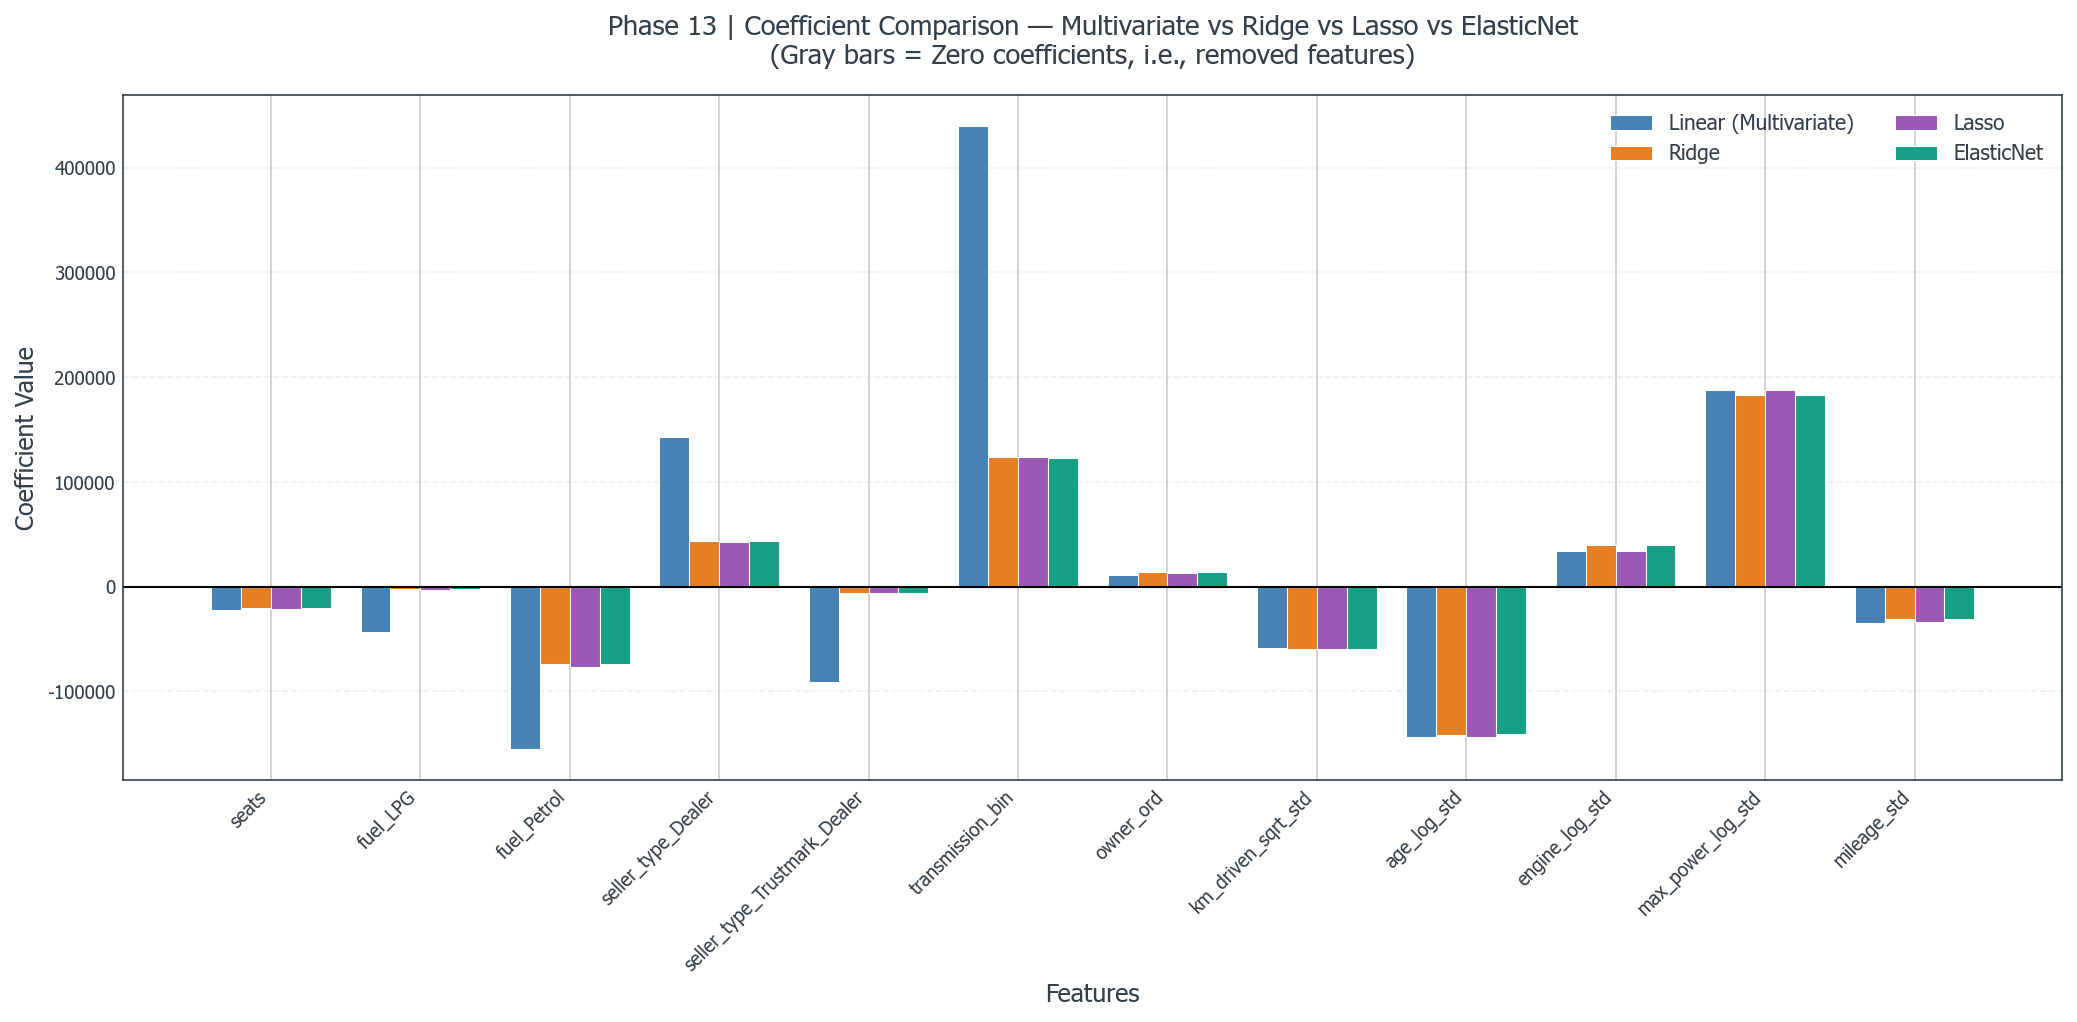 Phase 13 | Coefficient Comparison — Multivariate vs Ridge vs Lasso vs ElasticNet
(Gray bars = Zero coefficients, i.e., removed features)
Linear (Multivariate)
Ridge
Lasso
ElasticNet
Coefficient Value
400000
300000
200000
100000
0
-100000
seats
fuel_LPG
fuel_Petrol
seller_type_Dealer
seller_type_Trustmark_Dealer
transmission_bin
owner_ord
km_driven_sqrt_std
age_log_std
engine_log_std
max_power_log_std
mileage_std
Features